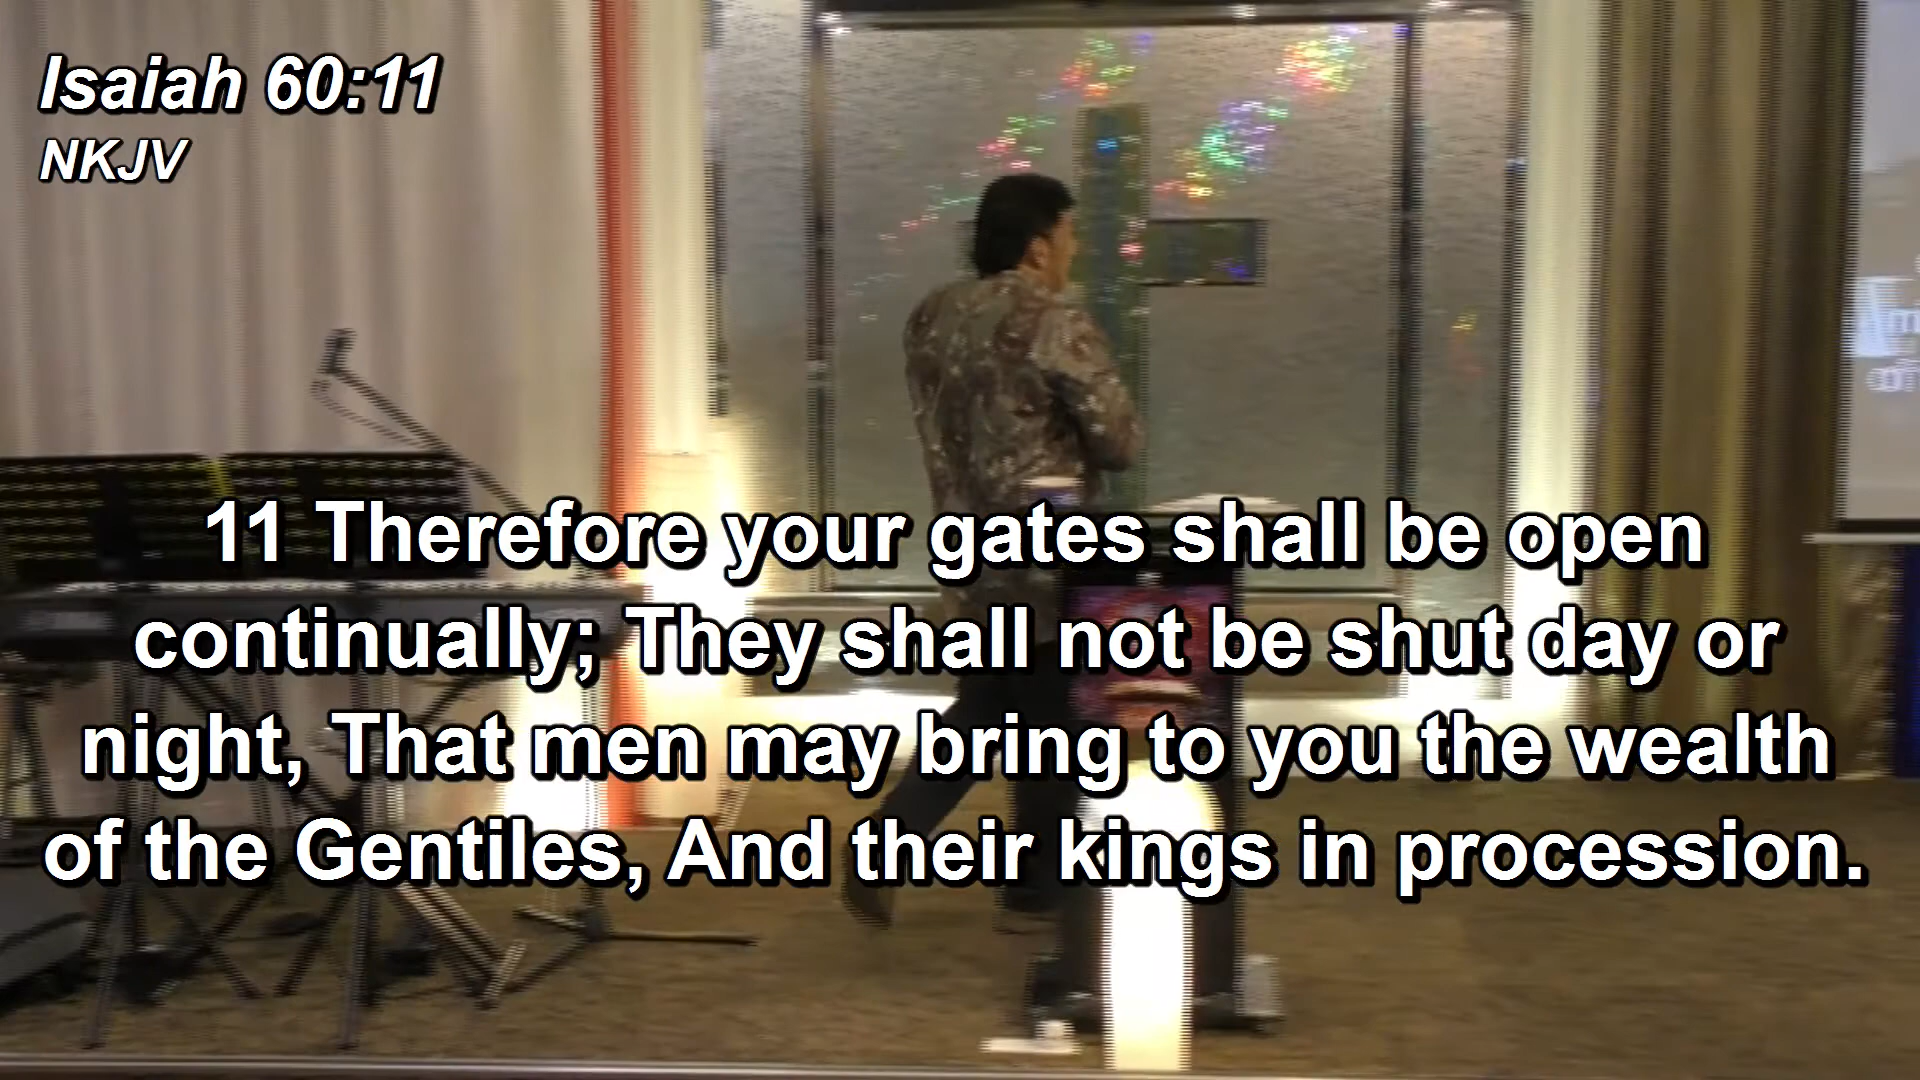 Isaiah 60:11
NKJV
11 Therefore your gates shall be open
continually; They shall not be shut day or
night, That men may bring to you the wealth
of the Gentiles, And their kings in procession.